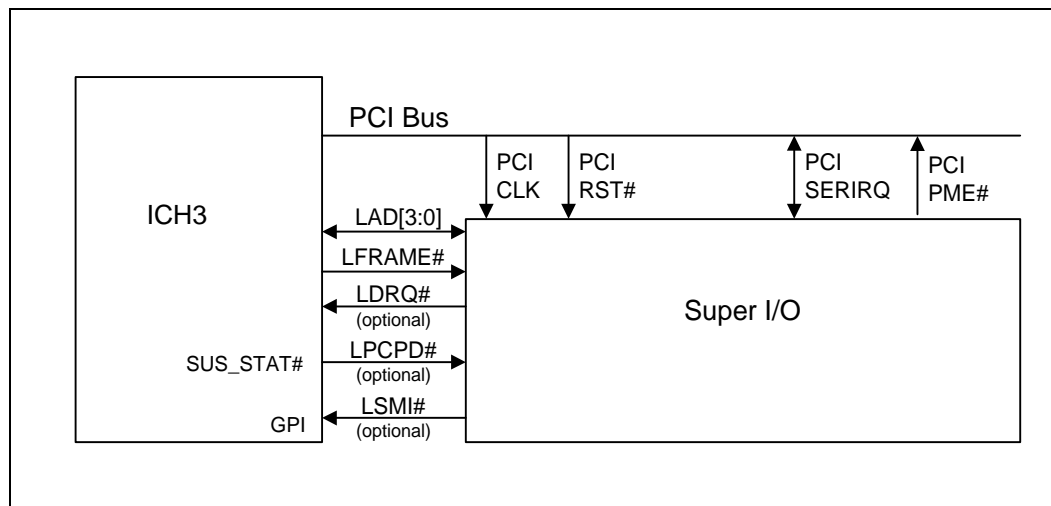 PCI Bus
PCI
CLK
PCI
RST#
PCI
SERIRQ
PCI
PME#
ICH3
LAD[3:0]
LFRAME#
LDRQ#
(optional)
Super I/O
SUS_STAT#
LPCPD#
(optional)
GPI
LSMI#
(optional)